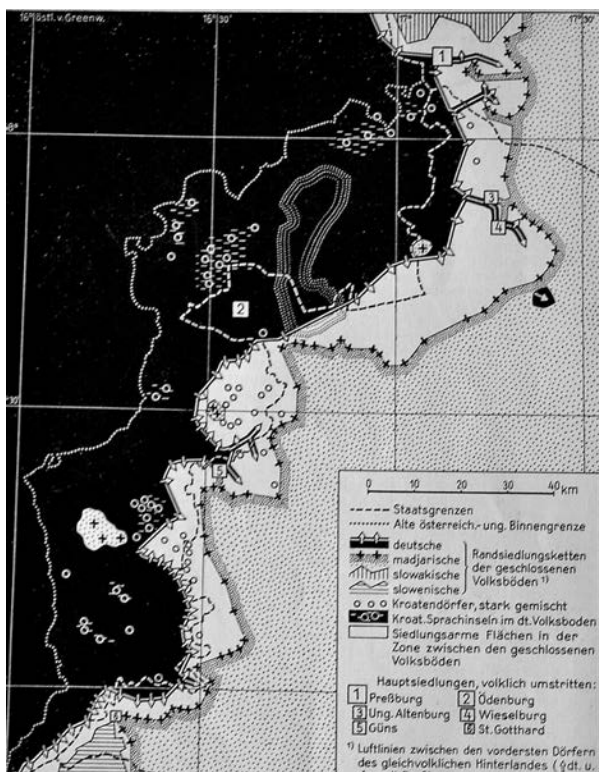 16° östl. v. Greenw.
16° 30'
17°
17° 30'
1
8°
3
4
2
30'
5
6
0 10 20 30 40
km
Staatsgrenzen
Alte österreich.-ung. Binnengrenze
deutsche
madjarische
slowakische
slowenische
Randsiedlungsketten
der geschlossenen
Volksböden ¹⁾
Kroatendörfer, stark gemischt
Kroat. Sprachinseln im dt. Volksboden
Siedlungsarme Flächen in der
Zone zwischen den geschlossenen
Volksböden
Hauptsiedlungen, volklich umstritten:
1 Preßburg 2 Ödenburg
3 Ung. Altenburg 4 Wieselburg
5 Güns 6 St. Gotthard
¹⁾ Luftlinien zwischen den vordersten Dörfern
des gleichvolklichen Hinterlandes (dt. u.